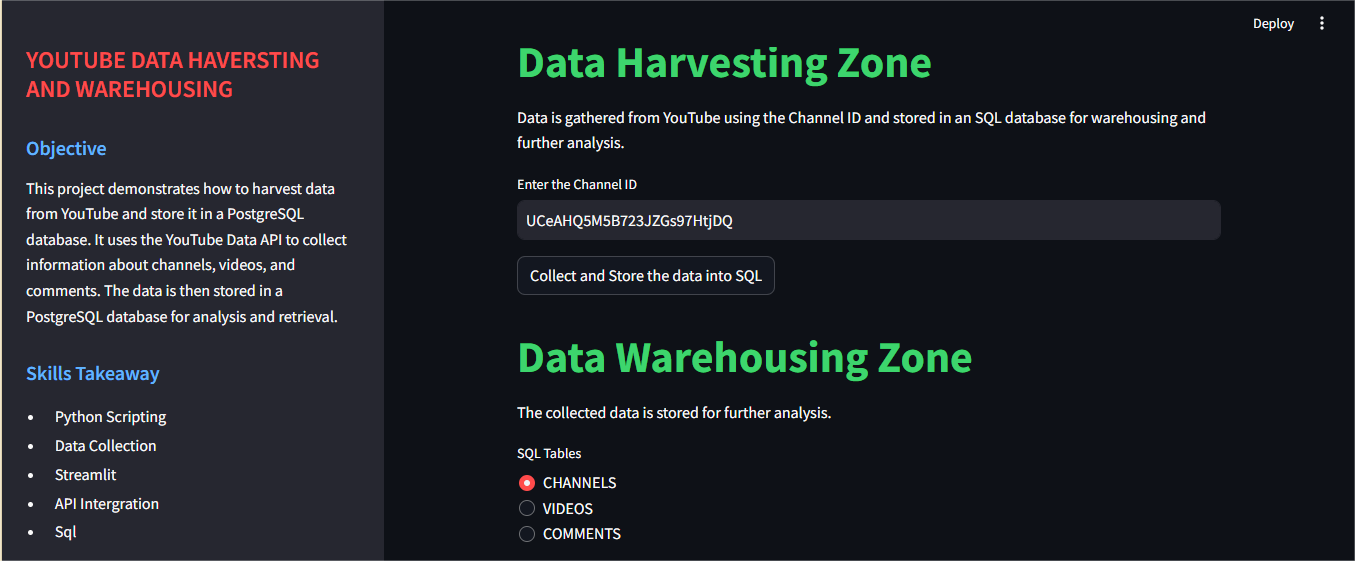 YOUTUBE DATA HAVERSTING
AND WAREHOUSING
Objective
This project demonstrates how to harvest data
from YouTube and store it in a PostgreSQL
database. It uses the YouTube Data API to collect
information about channels, videos, and
comments. The data is then stored in a
PostgreSQL database for analysis and retrieval.
Skills Takeaway
• Python Scripting
• Data Collection
• Streamlit
• API Intergration
• Sql
Deploy
Data Harvesting Zone
Data is gathered from YouTube using the Channel ID and stored in an SQL database for warehousing and
further analysis.
Enter the Channel ID
UCeAHQ5M5B723JZGs97HtjDQ
Collect and Store the data into SQL
Data Warehousing Zone
The collected data is stored for further analysis.
SQL Tables
CHANNELS
VIDEOS
COMMENTS